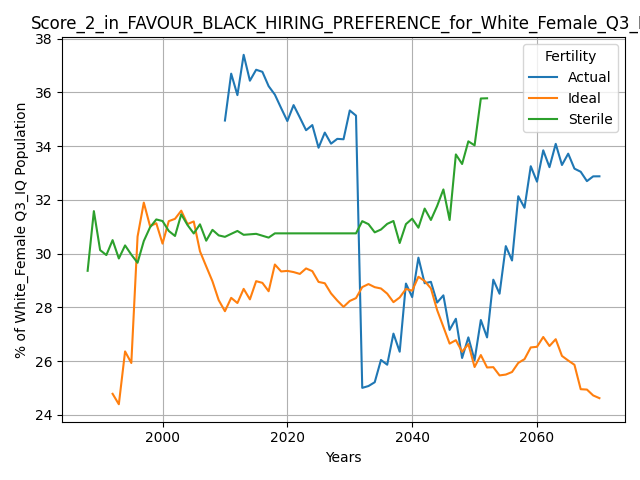 Score_2_in_FAVOUR_BLACK_HIRING_PREFERENCE_for_White_Female_Q3_I
38
36
34
32
30
28
26
24
% of White_Female Q3_IQ Population
Fertility
Actual
Ideal
Sterile
2000
2020
2040
2060
Years